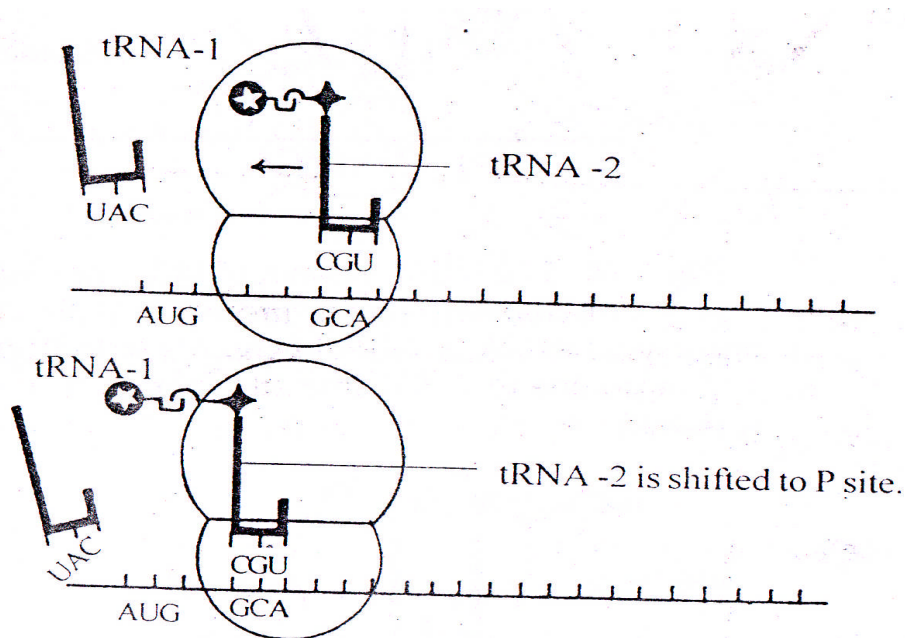 tRNA-1
tRNA -2
UAC
CGU
AUG GCA
tRNA-1
tRNA -2 is shifted to P site.
UAC
CGU
AUG GCA